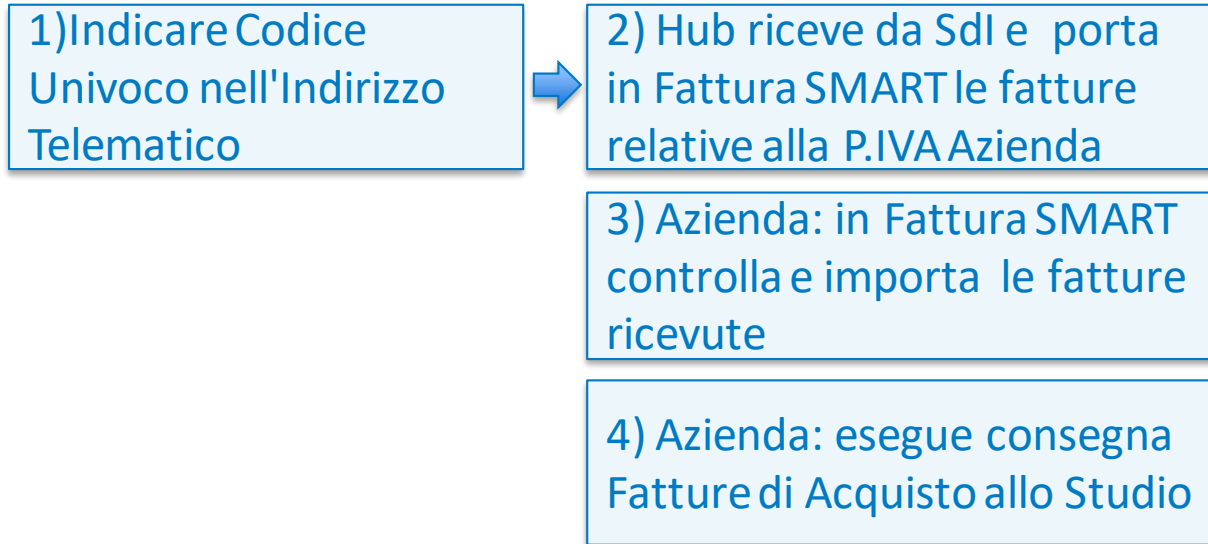 1)Indicare Codice
Univoco nell'Indirizzo
Telematico
2) Hub riceve da SdI e porta
in Fattura SMART le fatture
relative alla P.IVA Azienda
3) Azienda: in Fattura SMART
controlla e importa le fatture
ricevute
4) Azienda: esegue consegna
Fatture di Acquisto allo Studio